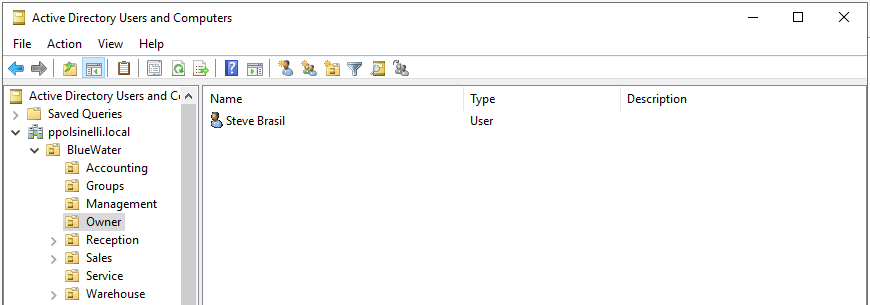 Active Directory Users and Computers
File Action View Help
Active Directory Users and Co
Name Type Description
Saved Queries
Steve Brasil User
ppolsinelli.local
BlueWater
Accounting
Groups
Management
Owner
Reception
Sales
Service
Warehouse